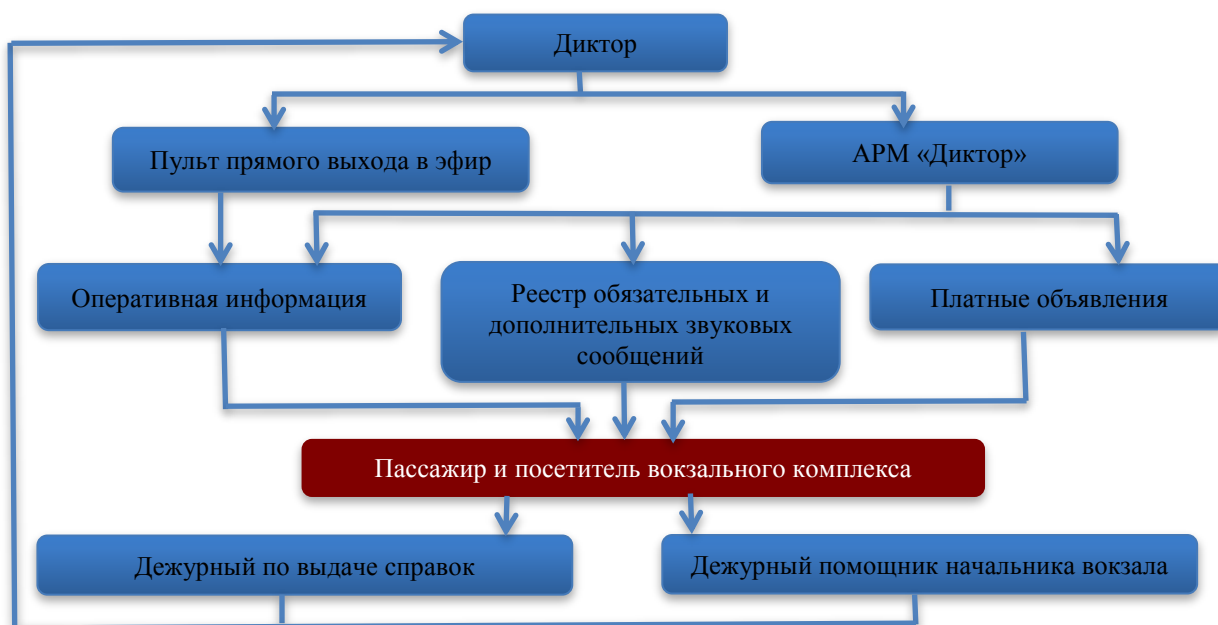 Диктор
Пульт прямого выхода в эфир
АРМ «Диктор»
Оперативная информация
Реестр обязательных и
дополнительных звуковых
сообщений
Платные объявления
Пассажир и посетитель вокзального комплекса
Дежурный по выдаче справок
Дежурный помощник начальника вокзала